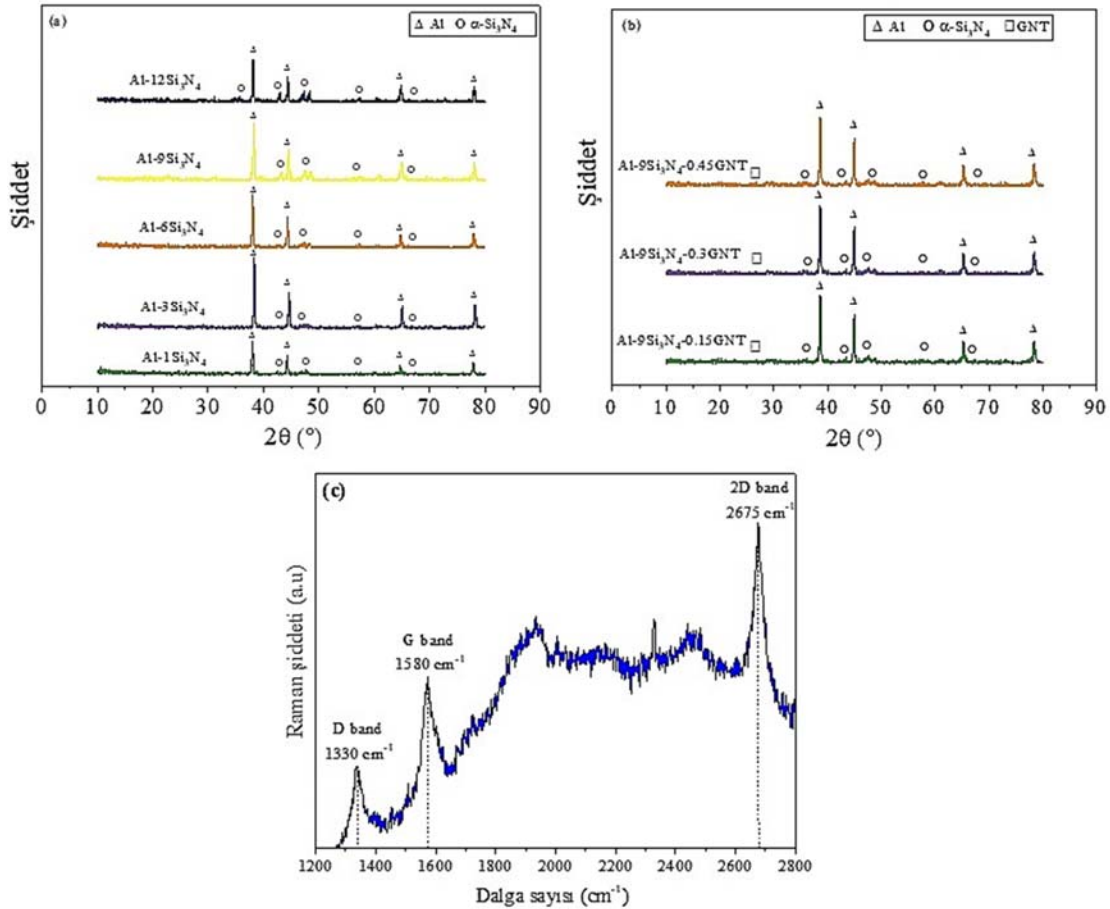 (a)
Δ Al O α-Si₃N₄
Al-12Si₃N₄
Al-9Si₃N₄
Al-6Si₃N₄
Al-3Si₃N₄
Al-1Si₃N₄
Şiddet
0 10 20 30 40 50 60 70 80 90
2θ (°)
(b)
Δ Al O α-Si₃N₄ □ GNT
Al-9Si₃N₄-0.45GNT
Al-9Si₃N₄-0.3GNT
Al-9Si₃N₄-0.15GNT
Şiddet
0 10 20 30 40 50 60 70 80 90
2θ (°)
(c)
2D band
2675 cm⁻¹
G band
1580 cm⁻¹
D band
1330 cm⁻¹
Raman şiddeti (a.u)
1200 1400 1600 1800 2000 2200 2400 2600 2800
Dalga sayısı (cm⁻¹)